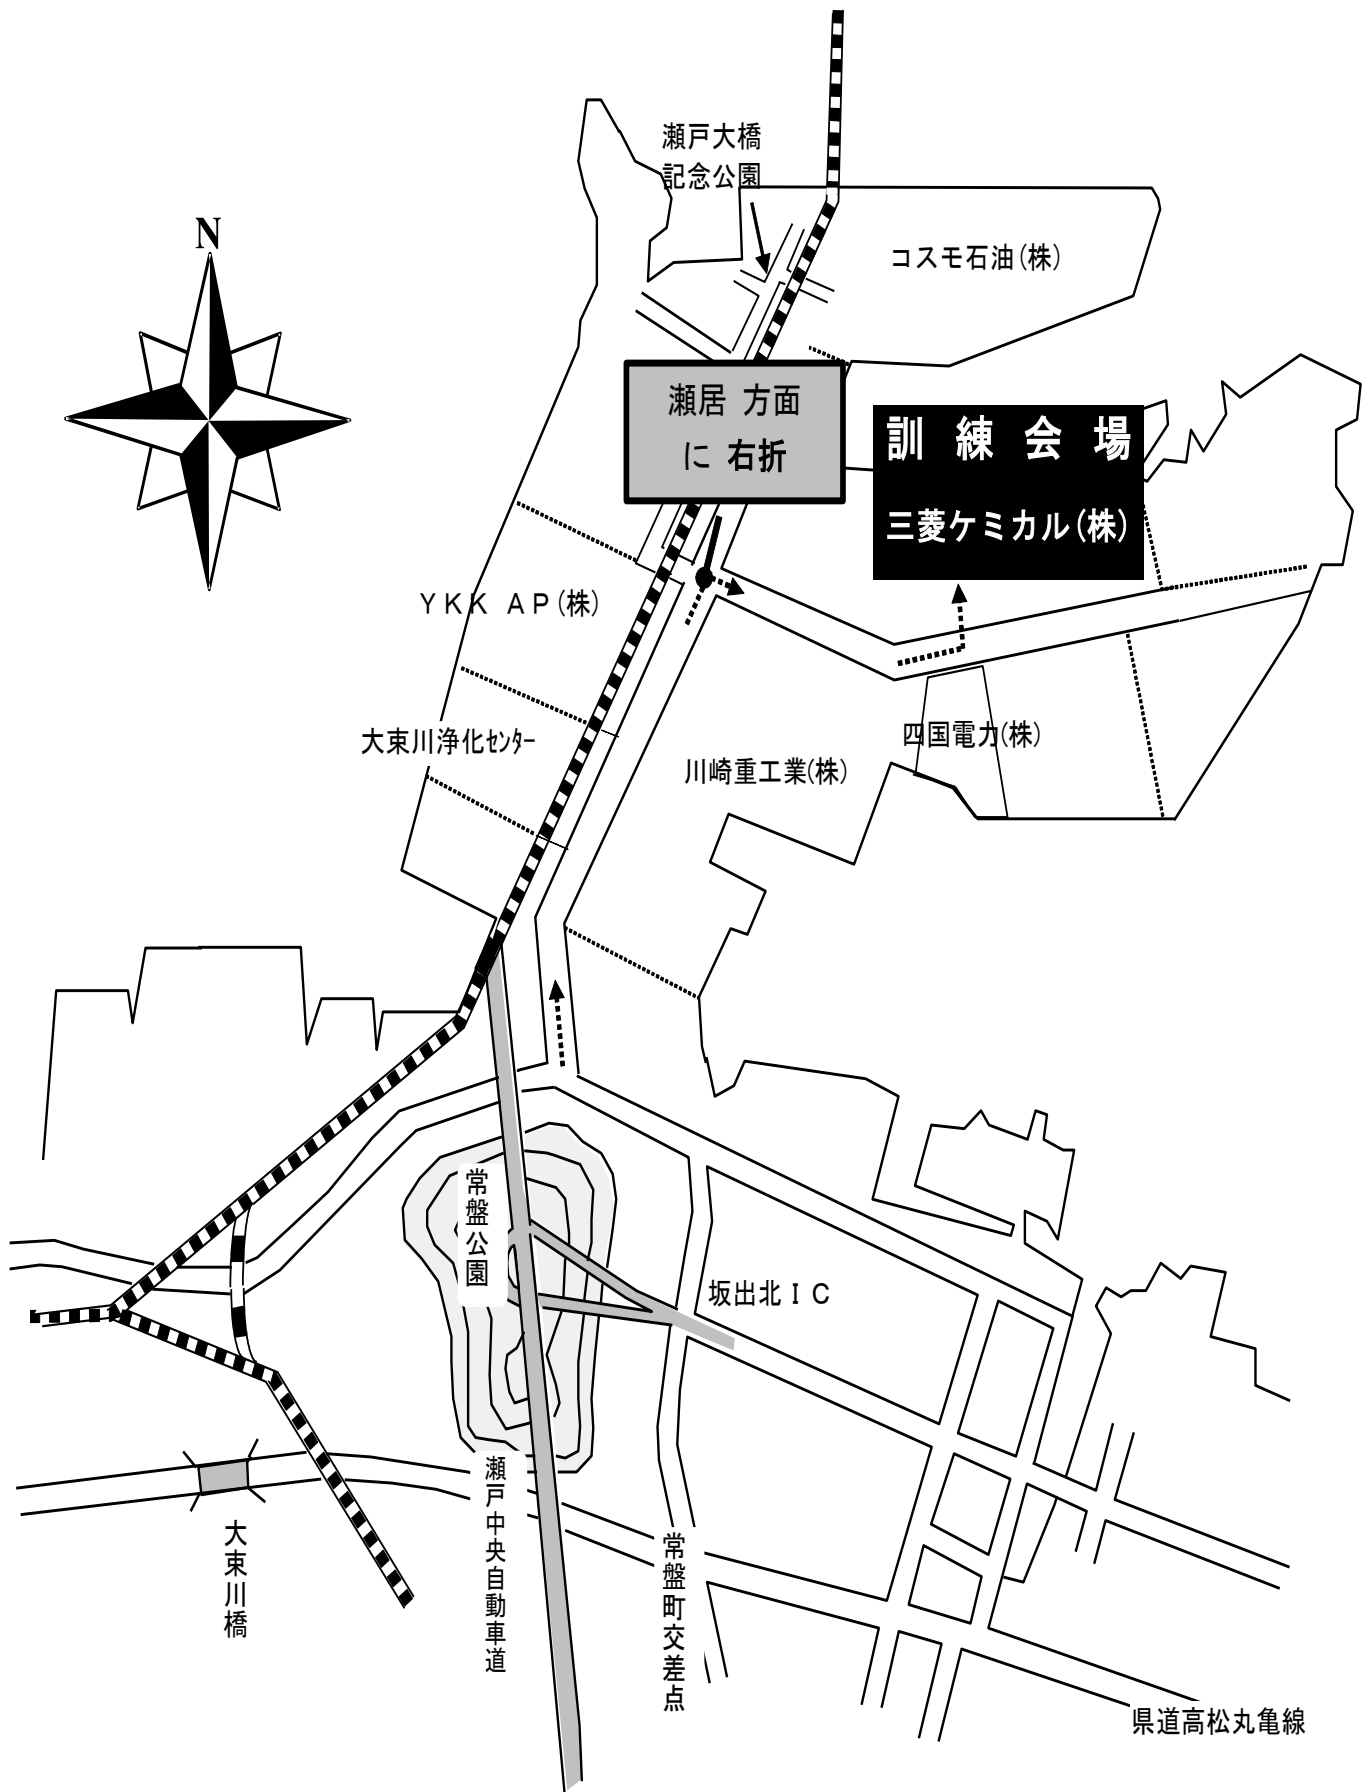 瀬戸大橋
記念公園
N
コスモ石油(株)
瀬居 方面
に 右折
訓 練 会 場
三菱ケミカル(株)
ＹＫＫ ＡＰ(株)
大束川浄化ｾﾝﾀｰ
四国電力(株)
川崎重工業(株)
常盤公園
坂出北ＩＣ
瀬戸中央自動車道
大束川橋
常盤町交差点
県道高松丸亀線